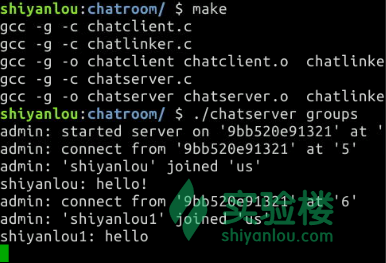 shiyanlou:chatroom/ $ make
gcc -g -c chatclient.c
gcc -g -c chatlinker.c
gcc -g -o chatclient chatclient.o  chatlinke
gcc -g -c chatserver.c
gcc -g -o chatserver chatserver.o  chatlinke
shiyanlou:chatroom/ $ ./chatserver groups
admin: started server on '9bb520e91321' at '
admin: connect from '9bb520e91321' at '5'
admin: 'shiyanlou' joined 'us'
shiyanlou: hello!
admin: connect from '9bb520e91321' at '6'
admin: 'shiyanlou1' joined 'us'
shiyanlou1: hello
实验楼
shiyanlou.com